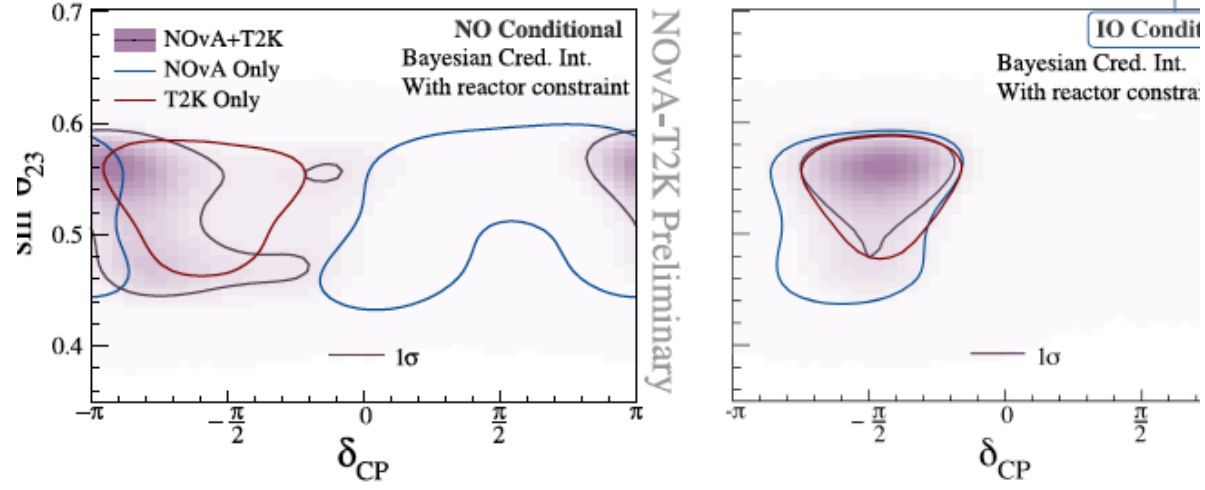 0.7
NO Conditional
NOvA+T2K
Bayesian Cred. Int.
NOvA Only
With reactor constraint
T2K Only
0.6
0.5
0.4
1σ
-π
-π/2
0
π/2
π
δCP
NOvA-T2K Preliminary
IO Condit
Bayesian Cred. Int.
With reactor constrai
1σ
-π
-π/2
0
π/2
δCP